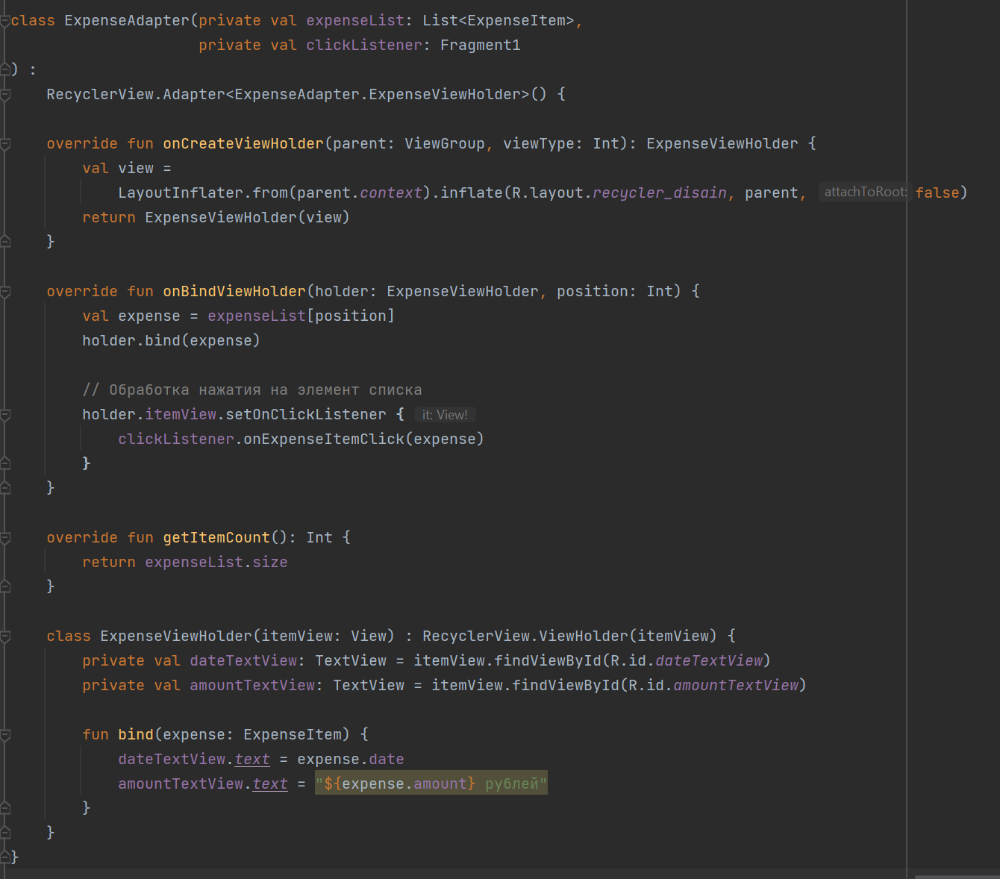 class ExpenseAdapter(private val expenseList: List<ExpenseItem>,
                     private val clickListener: Fragment1
) :
    RecyclerView.Adapter<ExpenseAdapter.ExpenseViewHolder>() {

    override fun onCreateViewHolder(parent: ViewGroup, viewType: Int): ExpenseViewHolder {
        val view =
            LayoutInflater.from(parent.context).inflate(R.layout.recycler_disain, parent, attachToRoot: false)
        return ExpenseViewHolder(view)
    }

    override fun onBindViewHolder(holder: ExpenseViewHolder, position: Int) {
        val expense = expenseList[position]
        holder.bind(expense)

        // Обработка нажатия на элемент списка
        holder.itemView.setOnClickListener { it: View!
            clickListener.onExpenseItemClick(expense)
        }
    }

    override fun getItemCount(): Int {
        return expenseList.size
    }

    class ExpenseViewHolder(itemView: View) : RecyclerView.ViewHolder(itemView) {
        private val dateTextView: TextView = itemView.findViewById(R.id.dateTextView)
        private val amountTextView: TextView = itemView.findViewById(R.id.amountTextView)

        fun bind(expense: ExpenseItem) {
            dateTextView.text = expense.date
            amountTextView.text = "${expense.amount} рублей"
        }
    }
}